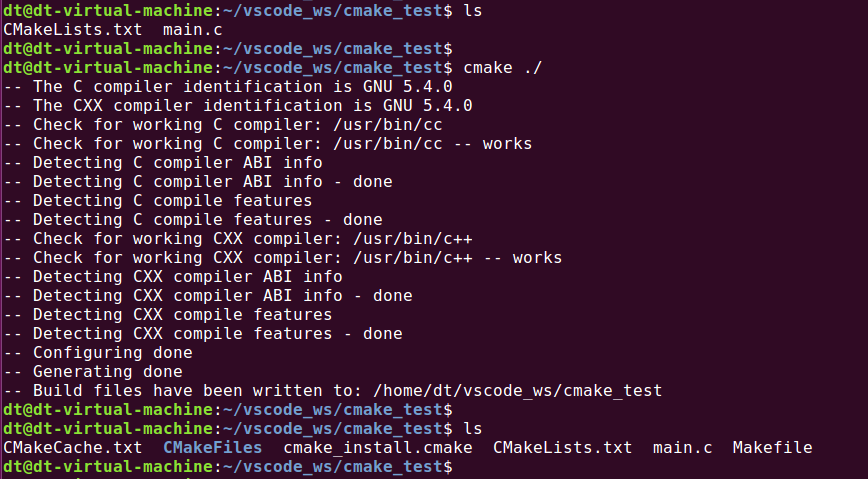 dt@dt-virtual-machine:~/vscode_ws/cmake_test$ ls
CMakeLists.txt  main.c
dt@dt-virtual-machine:~/vscode_ws/cmake_test$
dt@dt-virtual-machine:~/vscode_ws/cmake_test$ cmake ./
-- The C compiler identification is GNU 5.4.0
-- The CXX compiler identification is GNU 5.4.0
-- Check for working C compiler: /usr/bin/cc
-- Check for working C compiler: /usr/bin/cc -- works
-- Detecting C compiler ABI info
-- Detecting C compiler ABI info - done
-- Detecting C compile features
-- Detecting C compile features - done
-- Check for working CXX compiler: /usr/bin/c++
-- Check for working CXX compiler: /usr/bin/c++ -- works
-- Detecting CXX compiler ABI info
-- Detecting CXX compiler ABI info - done
-- Detecting CXX compile features
-- Detecting CXX compile features - done
-- Configuring done
-- Generating done
-- Build files have been written to: /home/dt/vscode_ws/cmake_test
dt@dt-virtual-machine:~/vscode_ws/cmake_test$
dt@dt-virtual-machine:~/vscode_ws/cmake_test$ ls
CMakeCache.txt  CMakeFiles  cmake_install.cmake  CMakeLists.txt  main.c  Makefile
dt@dt-virtual-machine:~/vscode_ws/cmake_test$